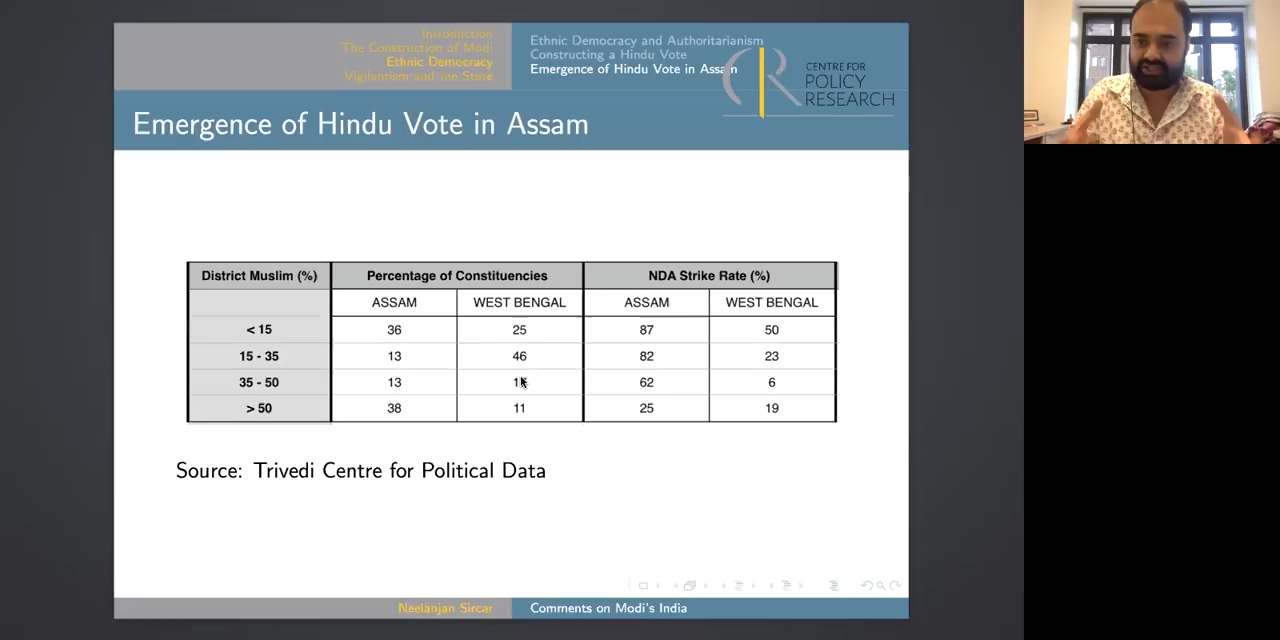 Introduction
The Construction of Modi
Ethnic Democracy
Vigilantism and the State
Ethnic Democracy and Authoritarianism
Constructing a Hindu Vote
Emergence of Hindu Vote in Assam
CENTRE FOR
POLICY
RESEARCH
Emergence of Hindu Vote in Assam
District Muslim (%) Percentage of Constituencies NDA Strike Rate (%)
ASSAM WEST BENGAL ASSAM WEST BENGAL
< 15 36 25 87 50
15 - 35 13 46 82 23
35 - 50 13 62 6
> 50 38 11 25 19
Source: Trivedi Centre for Political Data
Neelanjan Sircar Comments on Modi's India